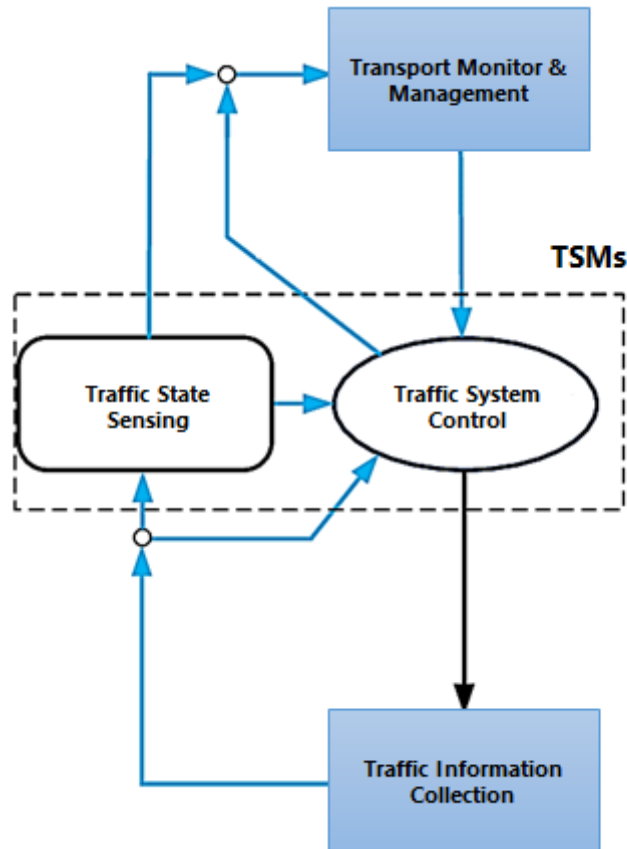 Transport Monitor &
Management
TSMs
Traffic State
Sensing
Traffic System
Control
Traffic Information
Collection